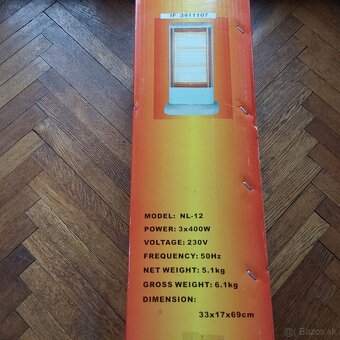 IF 3411107
MODEL: NL-12
POWER: 3x400W
VOLTAGE: 230V
FREQUENCY: 50Hz
NET WEIGHT: 5.1kg
GROSS WEIGHT: 6.1kg
DIMENSION:
33x17x69cm
Bazos.sk